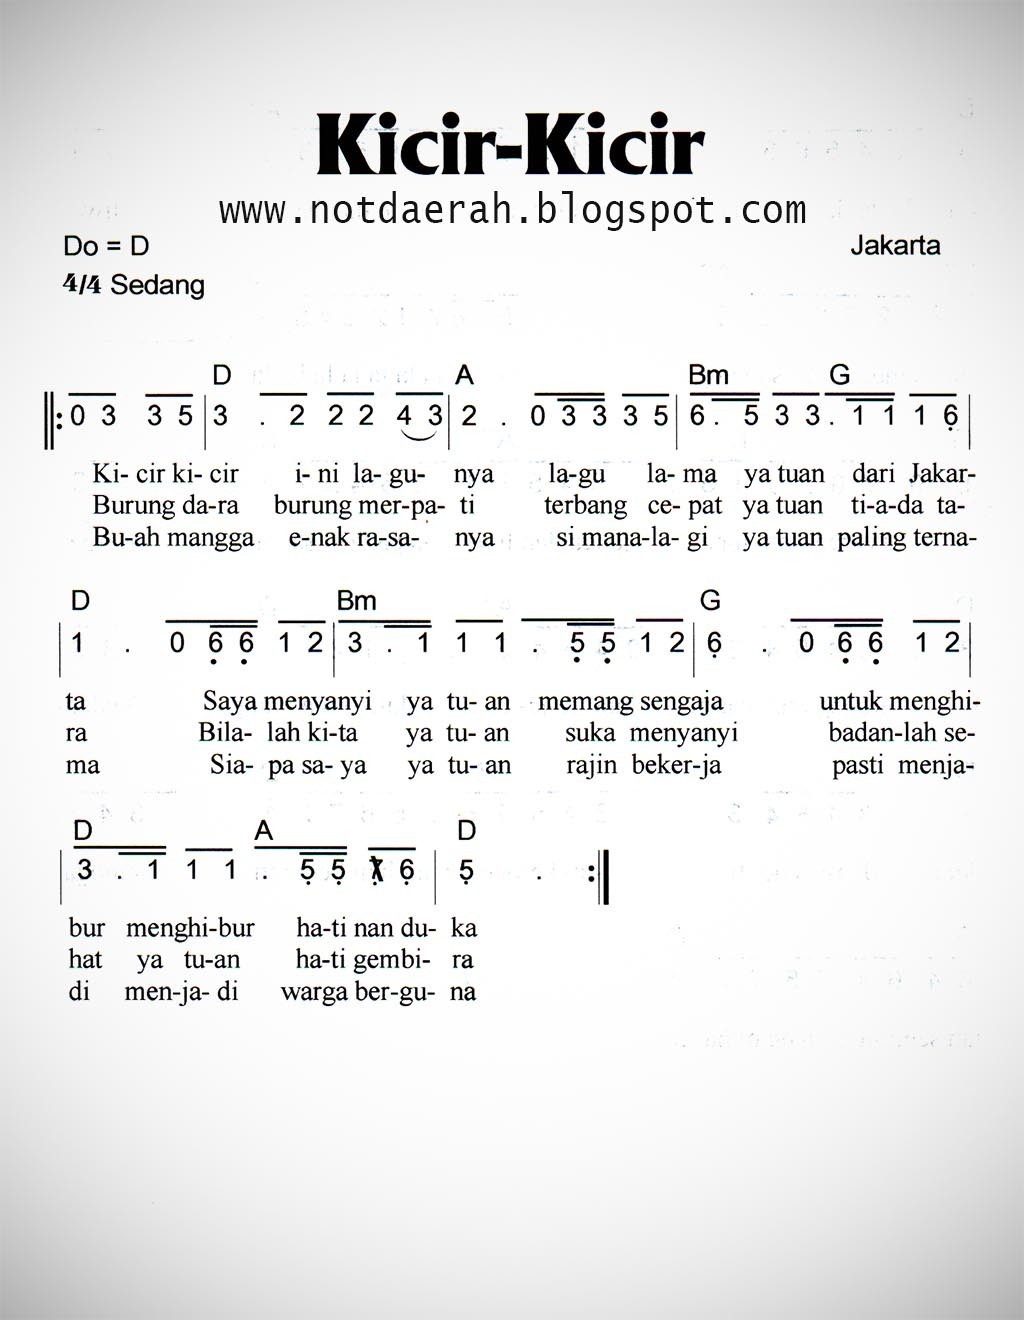 Kicir-Kicir
www.notdaerah.blogspot.com
Do = D Jakarta
4/4 Sedang
D A Bm G
0 3 3 5 3 . 2 2 2 4 3 2 . 0 3 3 3 5 6 . 5 3 3 . 1 1 1 6̣
Ki- cir ki- cir i- ni la- gu- nya la-gu la- ma ya tuan dari Jakar-
Burung da-ra burung mer-pa- ti terbang ce- pat ya tuan ti-a-da ta-
Bu-ah mangga e-nak ra-sa- nya si mana-la- gi ya tuan paling terna-
D Bm G
1 . 0 6̣ 6̣ 1 2 3 . 1 1 1 . 5̣ 5̣ 1 2 6̣ . 0 6̣ 6̣ 1 2
ta Saya menyanyi ya tu- an memang sengaja untuk menghi-
ra Bila- lah ki-ta ya tu- an suka menyanyi badan-lah se-
ma Sia- pa sa- ya ya tu- an rajin beker-ja pasti menja-
D A D
3 . 1 1 1 . 5̣ 5̣ 7̣ 6̣ 5̣ .
bur menghi-bur ha-ti nan du- ka
hat ya tu-an ha-ti gembi- ra
di men-ja- di warga ber-gu- na